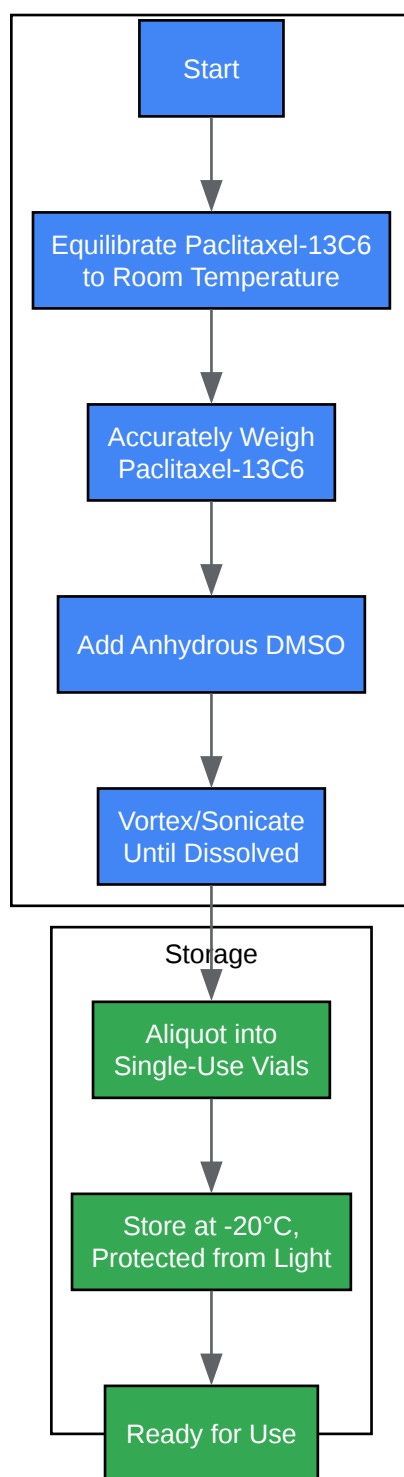 Start
Equilibrate Paclitaxel-13C6
to Room Temperature
Accurately Weigh
Paclitaxel-13C6
Add Anhydrous DMSO
Vortex/Sonicate
Until Dissolved
Storage
Aliquot into
Single-Use Vials
Store at -20°C,
Protected from Light
Ready for Use